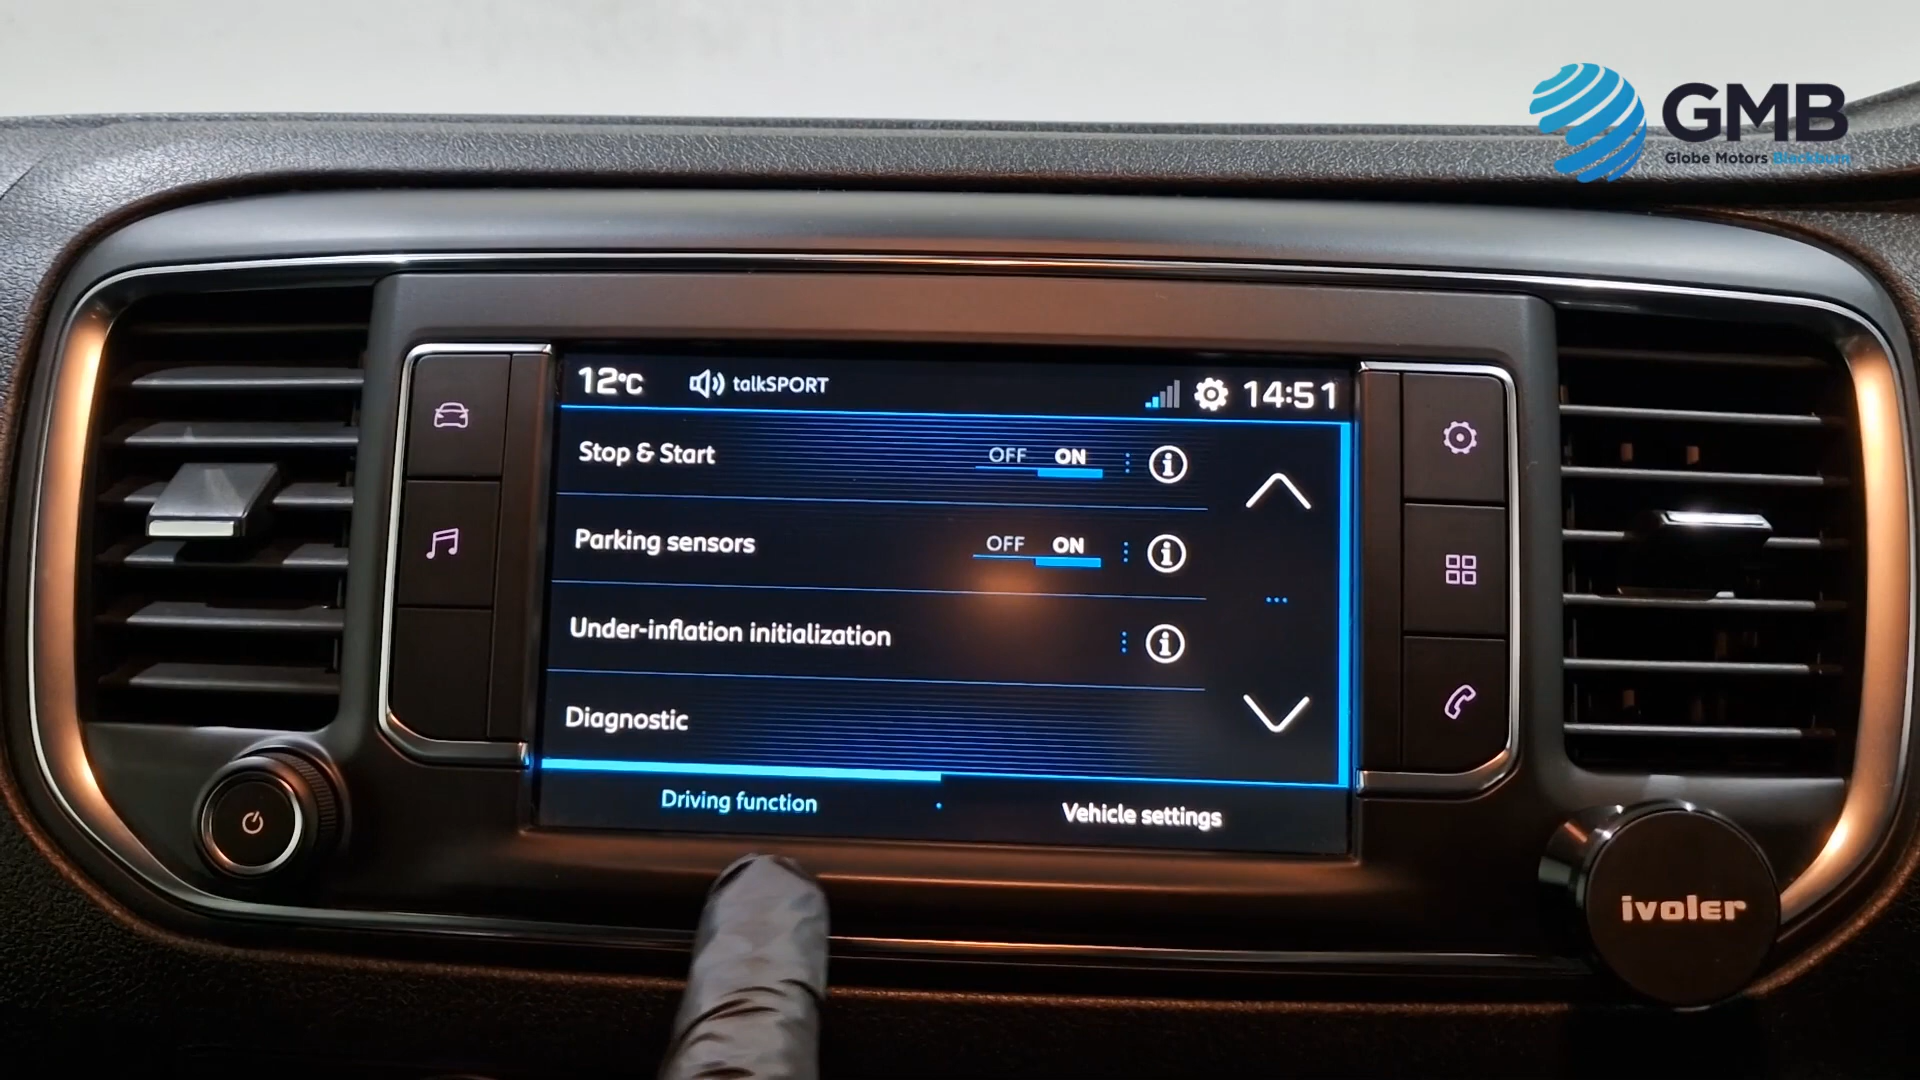 GMB
Globe Motors Blackburn
12°C talkSPORT 14:51
Stop & Start OFF ON
Parking sensors OFF ON
Under-inflation initialization
Diagnostic
Driving function Vehicle settings
ivoler